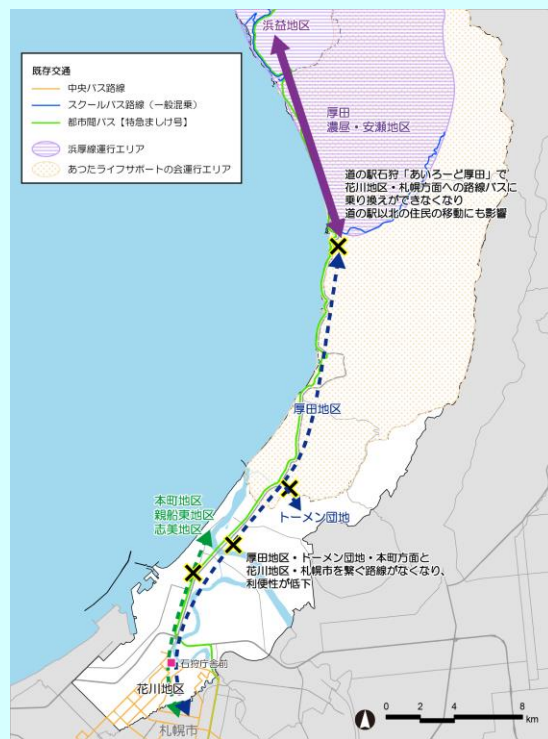 浜益地区
既存交通
中央バス路線
スクールバス路線（一般混乗）
都市間バス【特急ましけ号】
浜厚線運行エリア
あつたライフサポートの会運行エリア
厚田
濃昼・安瀬地区
道の駅石狩「あいろーど厚田」で
花川地区・札幌方面への路線バスに
乗り換えができなくなり
道の駅以北の住民の移動にも影響
厚田地区
本町地区
親船東地区
志美地区
トーメン団地
厚田地区・トーメン団地・本町方面と
花川地区・札幌市を繋ぐ路線がなくなり、
利便性が低下
石狩庁舎前
花川地区
札幌市
0 2 4 6 8
km